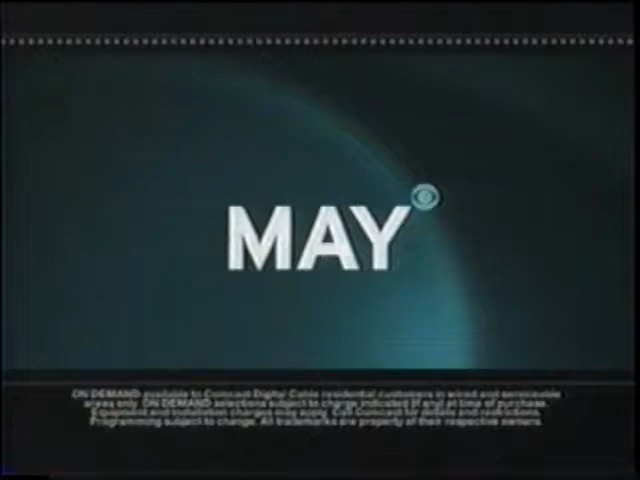 MAY
ON DEMAND available to Comcast Digital Cable residential customers in wired and serviceable
areas only. ON DEMAND selections subject to change indicated at time of purchase.
Equipment and installation charges may apply. Call Comcast for details and restrictions.
Programming subject to change. All trademarks are property of their respective owners.